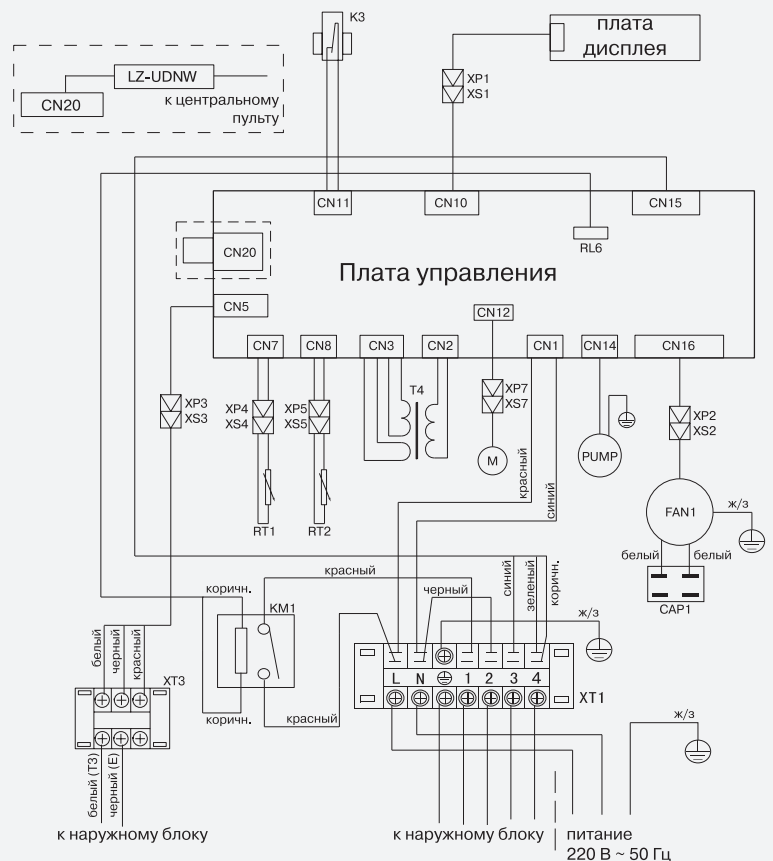 K3
плата
дисплея
LZ-UDNW
CN20
к центральному
пульту
XP1
XS1
CN11
CN10
CN15
RL6
CN20
Плата управления
CN5
CN12
CN7
CN8
CN3
CN2
CN1
CN14
CN16
T4
XP3
XS3
XP4
XS4
XP5
XS5
XP7
XS7
XP2
XS2
красный
синий
M
PUMP
FAN1
ж/з
RT1
RT2
белый
белый
CAP1
коричн.
красный
черный
синий
зеленый
коричн.
KM1
ж/з
белый
черный
красный
XT3
L N 1 2 3 4
XT1
коричн.
красный
ж/з
белый (T3)
черный (E)
к наружному блоку
к наружному блоку
питание
220 В ~ 50 Гц